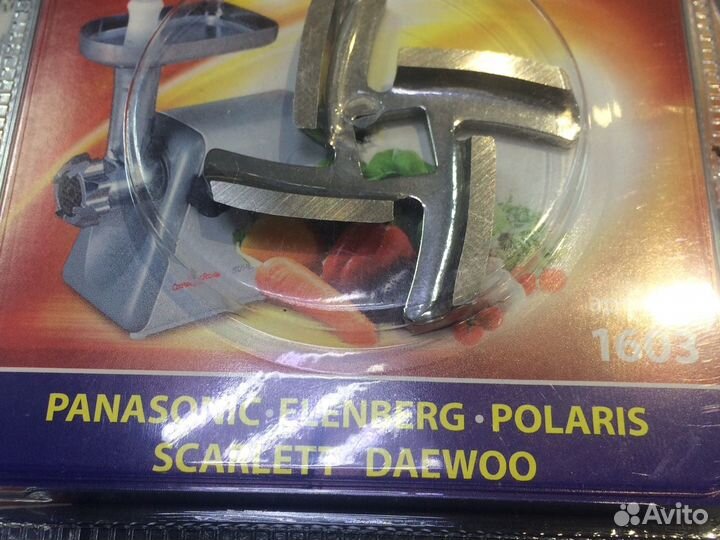 1603
PANASONIC · ELENBERG · POLARIS
SCARLETT DAEWOO
Avito